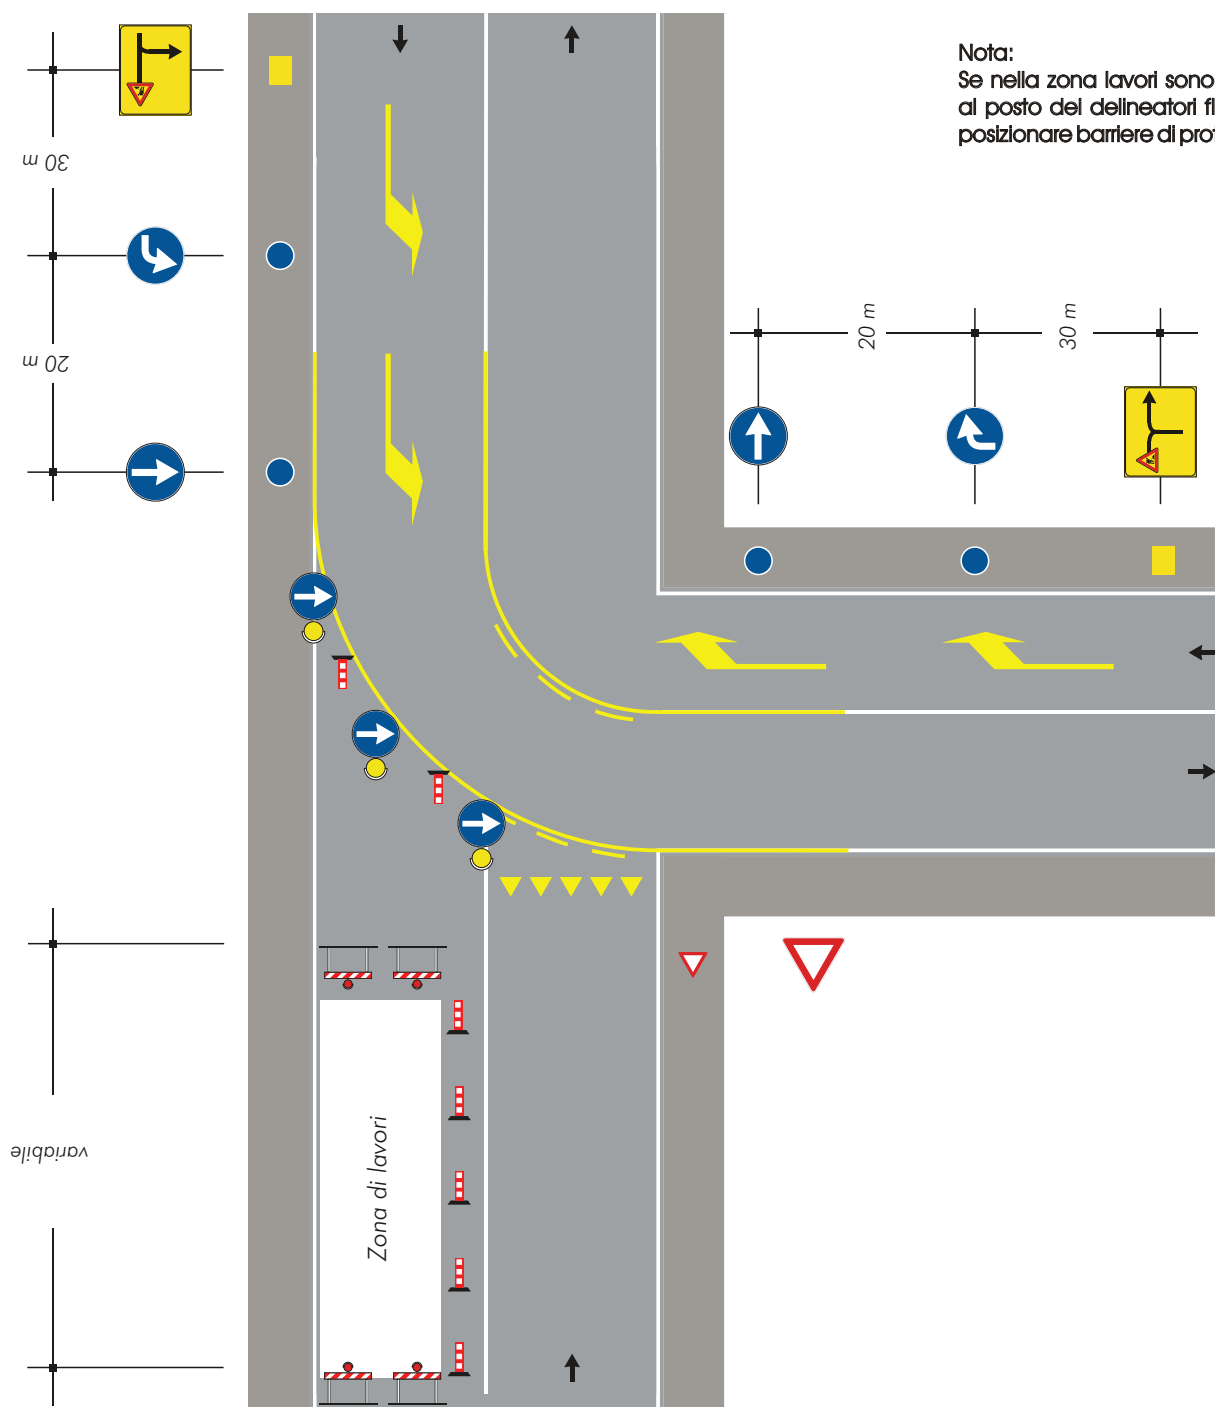 Nota:
Se nella zona lavori sono
al posto dei delineatori fl
posizionare barriere di prot
30 m
20 m
20 m
30 m
variabile
Zona di lavori